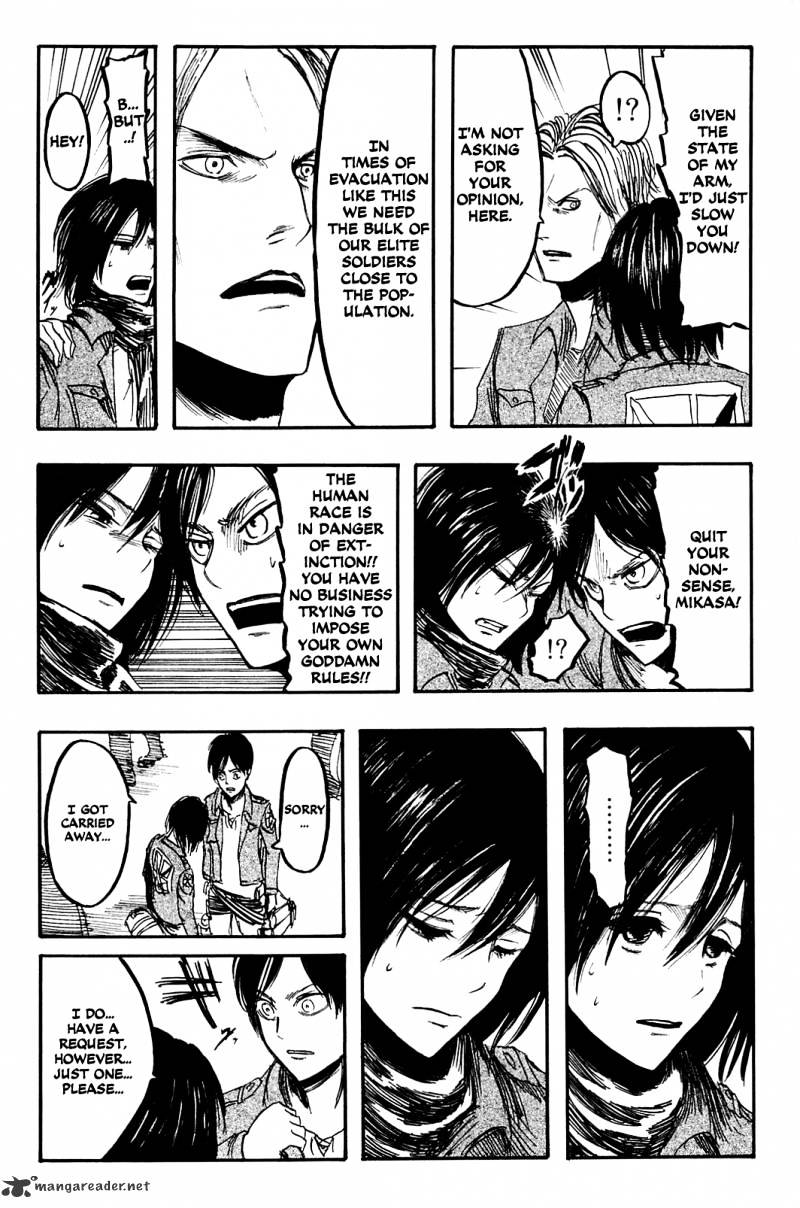 GIVEN
THE
STATE
OF MY
ARM,
I'D JUST
SLOW
YOU
DOWN!
!?
I'M NOT
ASKING
FOR
YOUR
OPINION,
HERE.
IN
TIMES OF
EVACUATION
LIKE THIS
WE NEED
THE BULK
OF OUR
ELITE
SOLDIERS
CLOSE TO
THE POP-
ULATION.
B...
BUT
..!
HEY!
QUIT
YOUR
NON-
SENSE,
MIKASA!
!?
THE
HUMAN
RACE IS
IN DANGER
OF EXT-
INCTION!!
YOU HAVE
NO BUSINESS
TRYING TO
IMPOSE
YOUR OWN
GODDAMN
RULES!!
.........
SORRY
...
I GOT
CARRIED
AWAY...
I DO...
HAVE A
REQUEST,
HOWEVER...
JUST ONE...
PLEASE...
mangareader.net